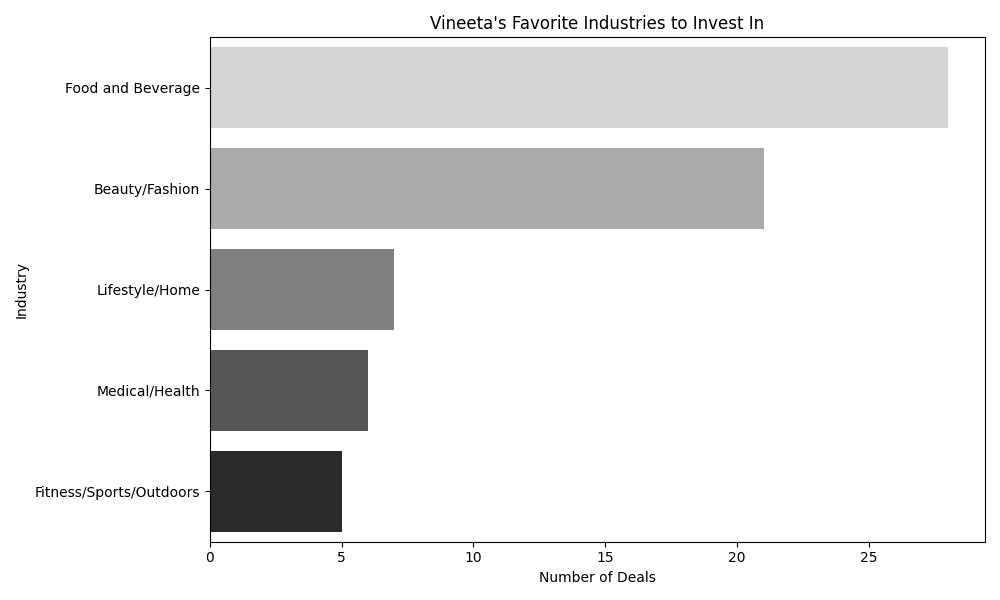 Vineeta's Favorite Industries to Invest In
Food and Beverage
Beauty/Fashion
Lifestyle/Home
Medical/Health
Fitness/Sports/Outdoors
Industry
0 5 10 15 20 25
Number of Deals